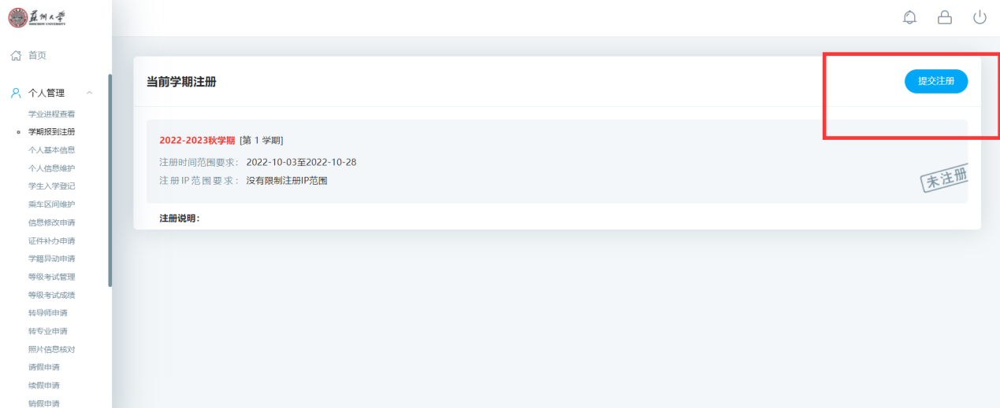 蘇州大学
SOOCHOW UNIVERSITY
首页
个人管理
学业进程查看
学期报到注册
个人基本信息
个人信息维护
学生入学登记
乘车区间维护
信息修改申请
证件补办申请
学籍异动申请
等级考试管理
等级考试成绩
转导师申请
转专业申请
照片信息核对
请假申请
续假申请
销假申请
当前学期注册
提交注册
2022-2023秋学期 [第 1 学期]
注册时间范围要求： 2022-10-03至2022-10-28
注册IP范围要求： 没有限制注册IP范围
未注册
注册说明：